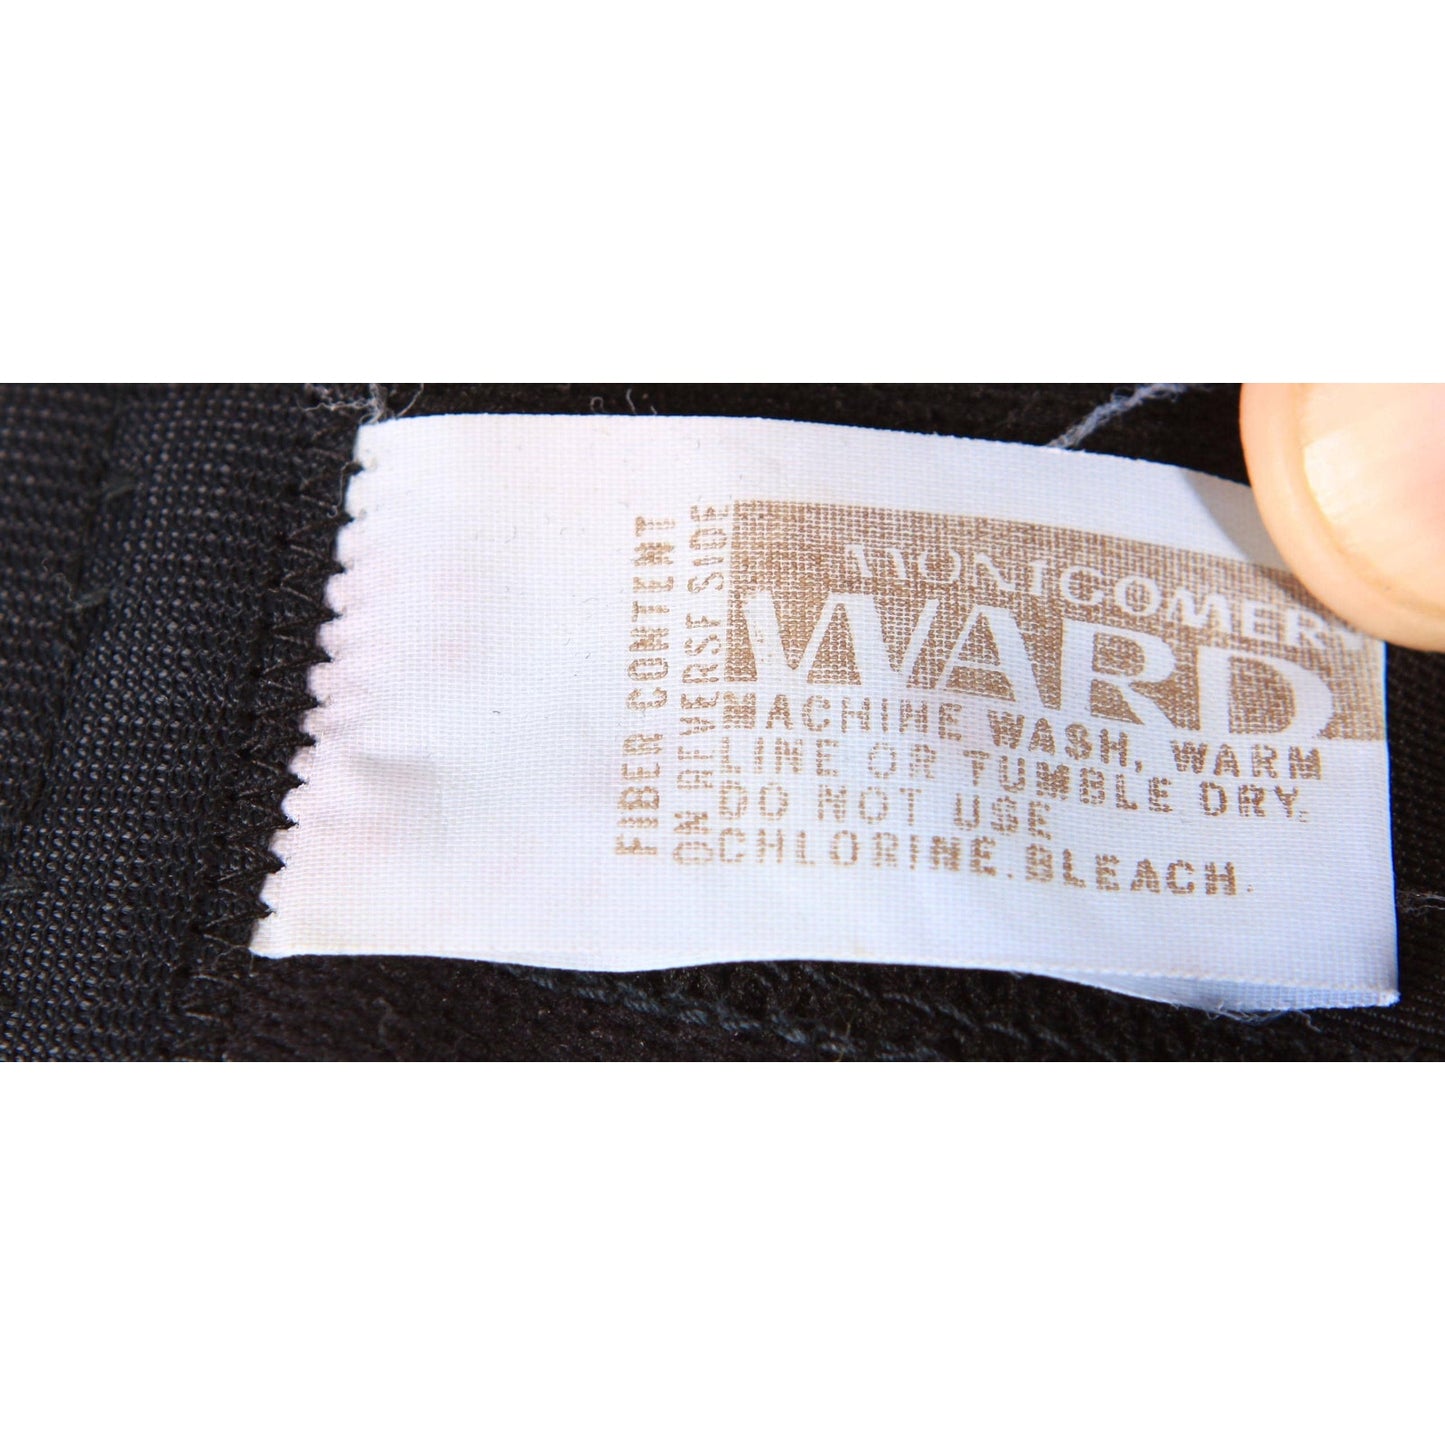 MONTGOMERY
WARD
MACHINE WASH, WARM
LINE OR TUMBLE DRY.
DO NOT USE
CHLORINE.BLEACH.
FIBER CONTENT
ON REVERSE SIDE